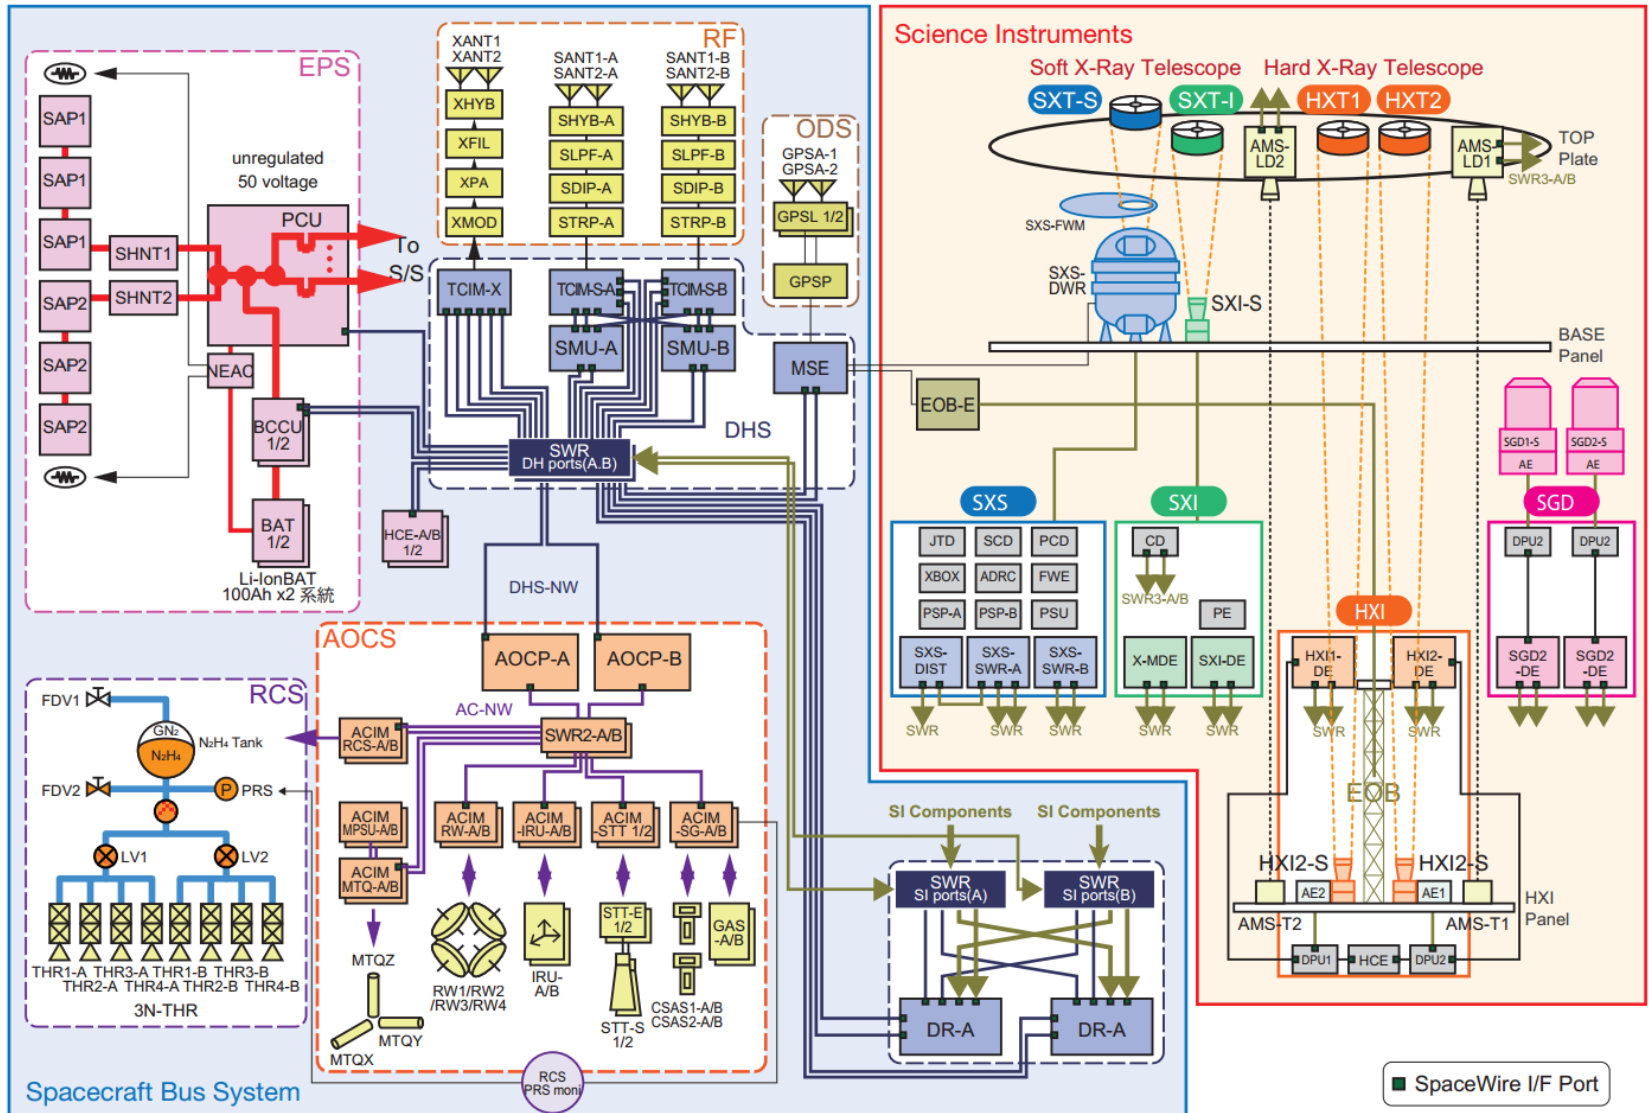 EPS
SAP1
SAP1
SAP1
SAP2
SAP2
SAP2
SHNT1
SHNT2
unregulated
50 voltage
PCU
To
S/S
NEAC
BCCU
1/2
BAT
1/2
Li-IonBAT
100Ah x2 系統
HCE-A/B
1/2
RF
XANT1
XANT2
XHYB
XFIL
XPA
XMOD
SANT1-A
SANT2-A
SHYB-A
SLPF-A
SDIP-A
STRP-A
SANT1-B
SANT2-B
SHYB-B
SLPF-B
SDIP-B
STRP-B
ODS
GPSA-1
GPSA-2
GPSL 1/2
GPSP
TCIM-X
TCIM-S-A
TCIM-S-B
SMU-A
SMU-B
MSE
DHS
SWR
DH ports(A.B)
DHS-NW
AOCS
AOCP-A
AOCP-B
AC-NW
SWR2-A/B
ACIM
RCS-A/B
ACIM
MPSU-A/B
ACIM
MTQ-A/B
ACIM
RW-A/B
ACIM
-IRU-A/B
ACIM
-STT 1/2
ACIM
-SG-A/B
MTQZ
MTQX
MTQY
RW1/RW2
/RW3/RW4
IRU-
A/B
STT-E
1/2
STT-S
1/2
CSAS1-A/B
CSAS2-A/B
GAS
-A/B
RCS
PRS moni
RCS
FDV1
GN₂
N₂H₄
N₂H₄ Tank
FDV2
P
PRS
LV1
LV2
THR1-A THR3-A THR1-B THR3-B
THR2-A THR4-A THR2-B THR4-B
3N-THR
Spacecraft Bus System
SI Components
SI Components
SWR
SI ports(A)
SWR
SI ports(B)
DR-A
DR-A
Science Instruments
Soft X-Ray Telescope
Hard X-Ray Telescope
SXT-S
SXT-I
HXT1
HXT2
AMS-
LD2
AMS-
LD1
TOP
Plate
SWR3-A/B
SXS-FWM
SXS-
DWR
SXI-S
BASE
Panel
EOB-E
SXS
JTD
SCD
PCD
XBOX
ADRC
FWE
PSP-A
PSP-B
PSU
SXS-
DIST
SXS-
SWR-A
SXS-
SWR-B
SWR
SWR
SWR
SXI
CD
SWR3-A/B
PE
X-MDE
SXI-DE
SWR
SWR
HXI
HXI1-
DE
HXI2-
DE
SWR
SWR
EOB
HXI2-S
HXI2-S
AE2
AE1
AMS-T2
AMS-T1
HXI
Panel
DPU1
HCE
DPU2
SGD1-S
AE
SGD2-S
AE
SGD
DPU2
DPU2
SGD2
-DE
SGD2
-DE
SpaceWire I/F Port